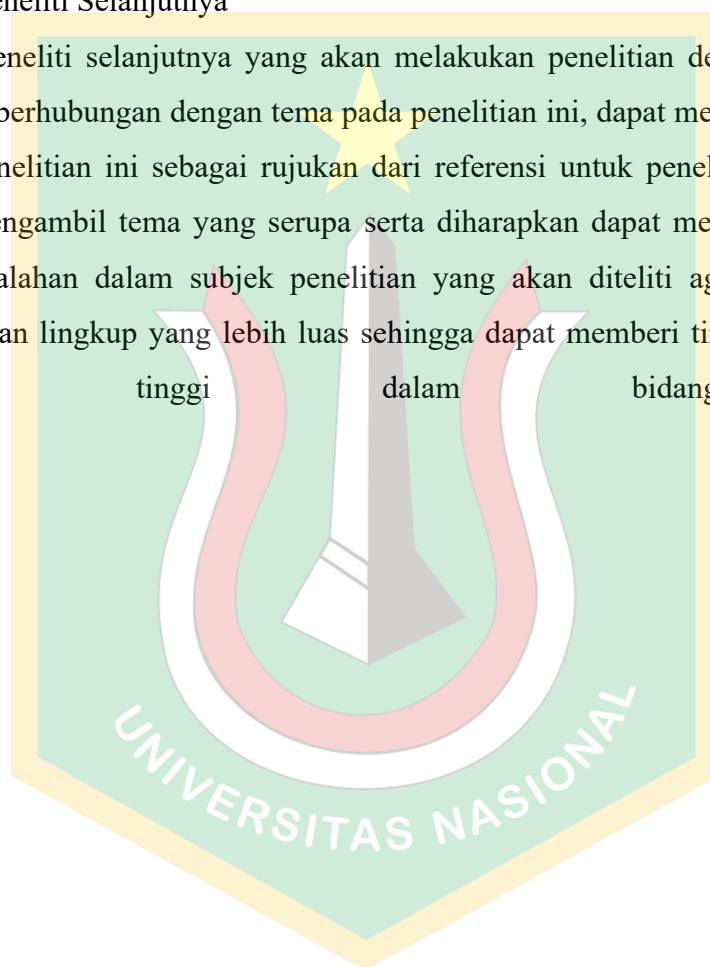 eneliti Selanjutnya
eneliti selanjutnya yang akan melakukan penelitian de
berhubungan dengan tema pada penelitian ini, dapat me
nelitian ini sebagai rujukan dari referensi untuk penel
engambil tema yang serupa serta diharapkan dapat me
alahan dalam subjek penelitian yang akan diteliti ag
an lingkup yang lebih luas sehingga dapat memberi tin
tinggi dalam bidang
UNIVERSITAS NASIONAL